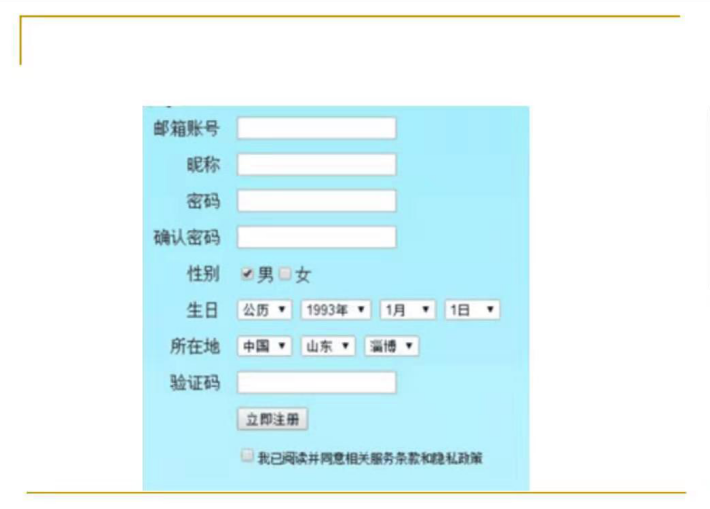 邮箱账号
昵称
密码
确认密码
性别 男 女
生日 公历 1993年 1月 1日
所在地 中国 山东 淄博
验证码
立即注册
我已阅读并同意相关服务条款和隐私政策